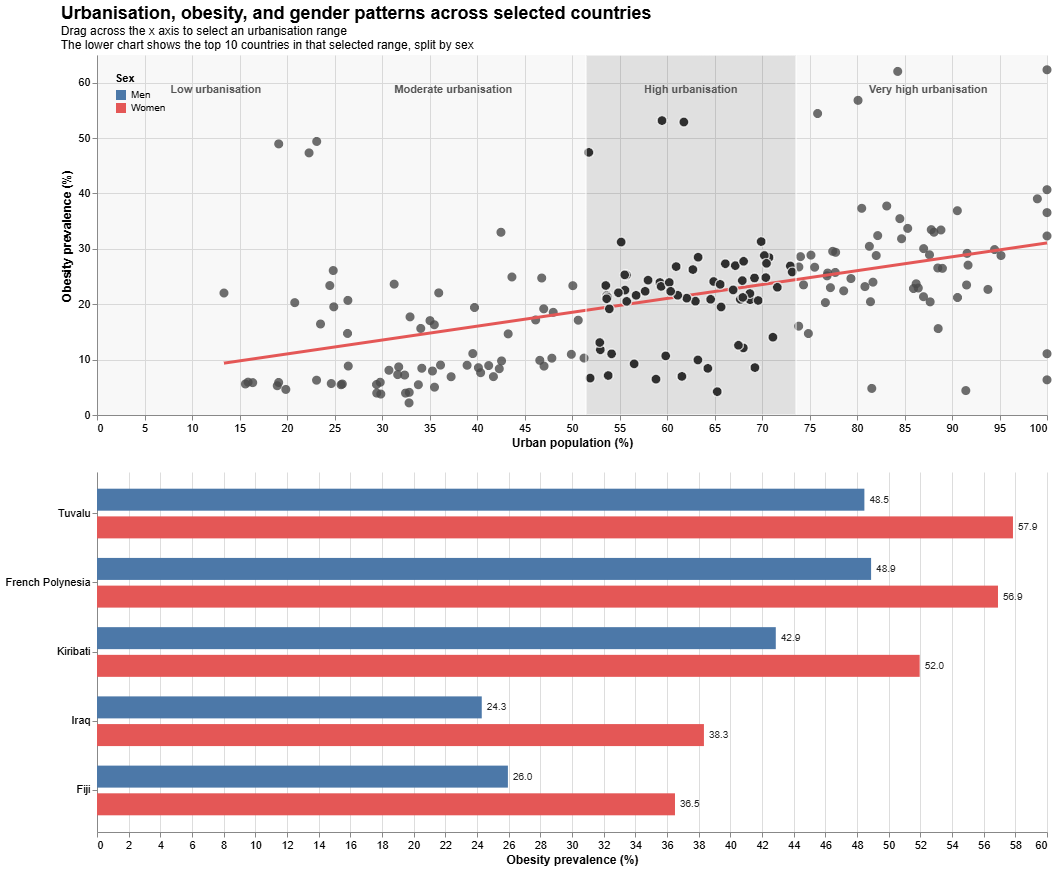 Urbanisation, obesity, and gender patterns across selected countries
Drag across the x axis to select an urbanisation range
The lower chart shows the top 10 countries in that selected range, split by sex
Sex
Men
Women
Low urbanisation
Moderate urbanisation
High urbanisation
Very high urbanisation
Obesity prevalence (%)
60
50
40
30
20
10
0
0 5 10 15 20 25 30 35 40 45 50 55 60 65 70 75 80 85 90 95 100
Urban population (%)
Tuvalu
48.5
57.9
French Polynesia
48.9
56.9
Kiribati
42.9
52.0
Iraq
24.3
38.3
Fiji
26.0
36.5
0 2 4 6 8 10 12 14 16 18 20 22 24 26 28 30 32 34 36 38 40 42 44 46 48 50 52 54 56 58 60
Obesity prevalence (%)